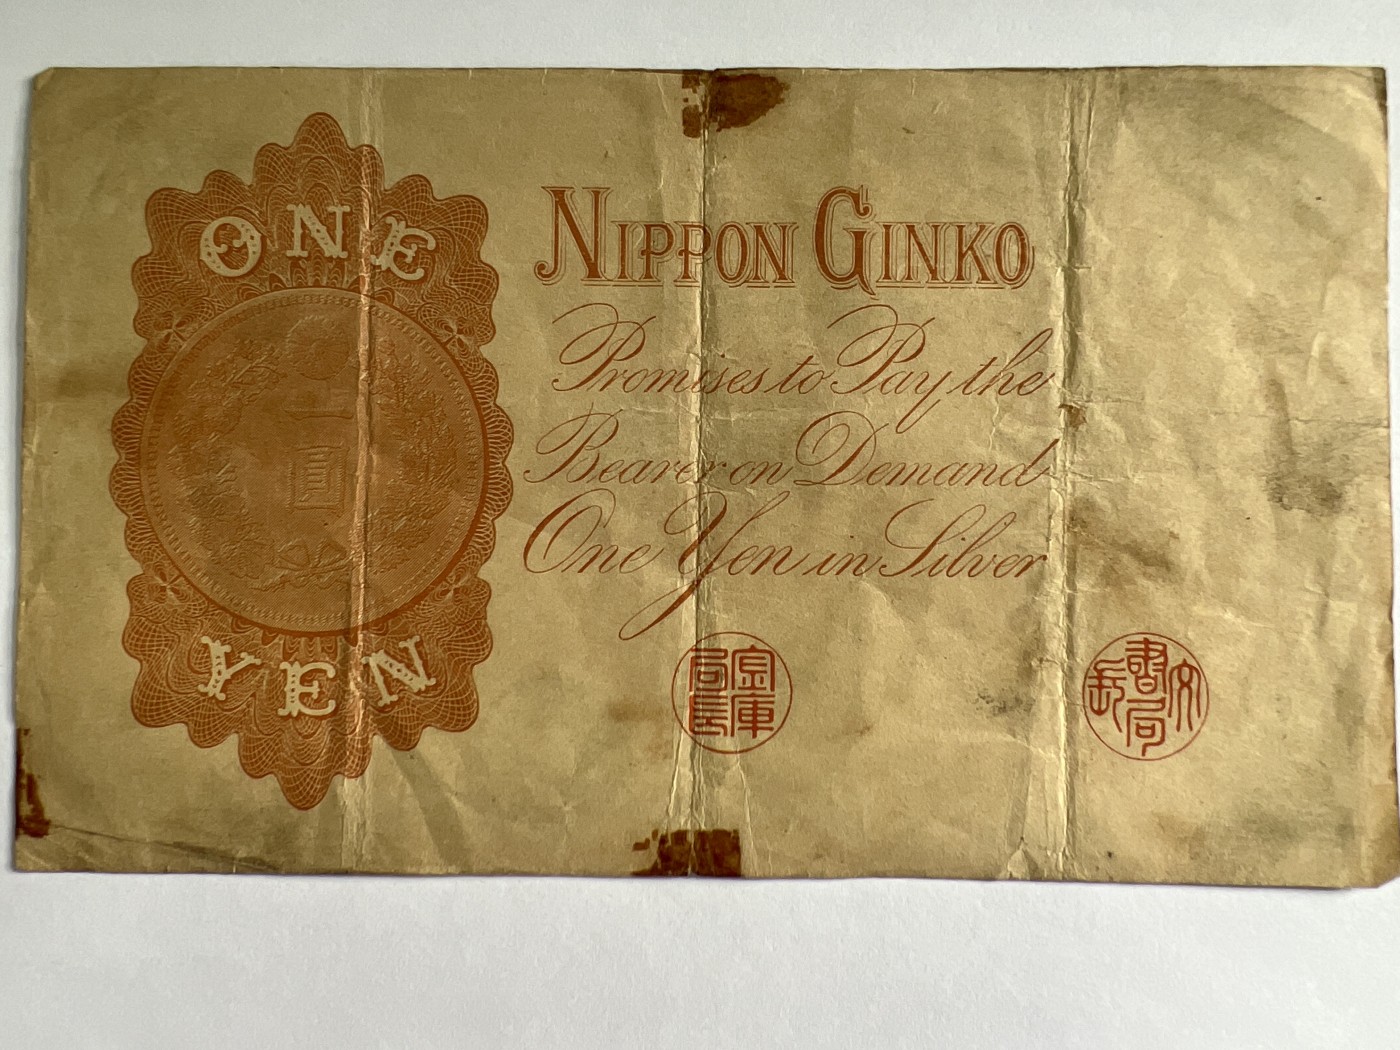 ONE
一
圓
YEN
NIPPON GINKO
Promises to Pay the
Bearer on Demand
One Yen in Silver
金庫
局長
文書局長